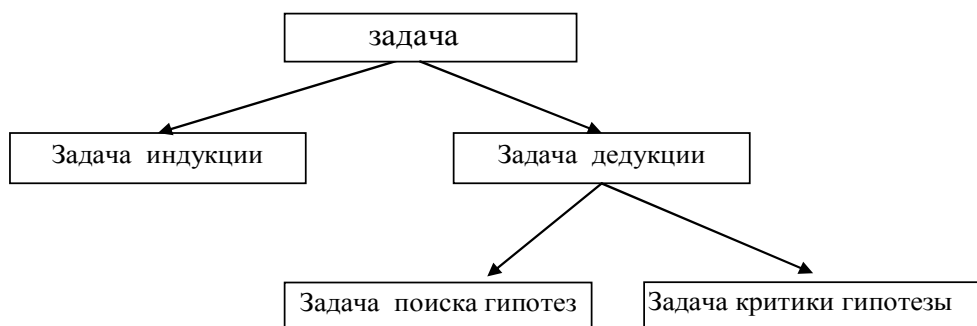 задача
Задача индукции
Задача дедукции
Задача поиска гипотез
Задача критики гипотезы